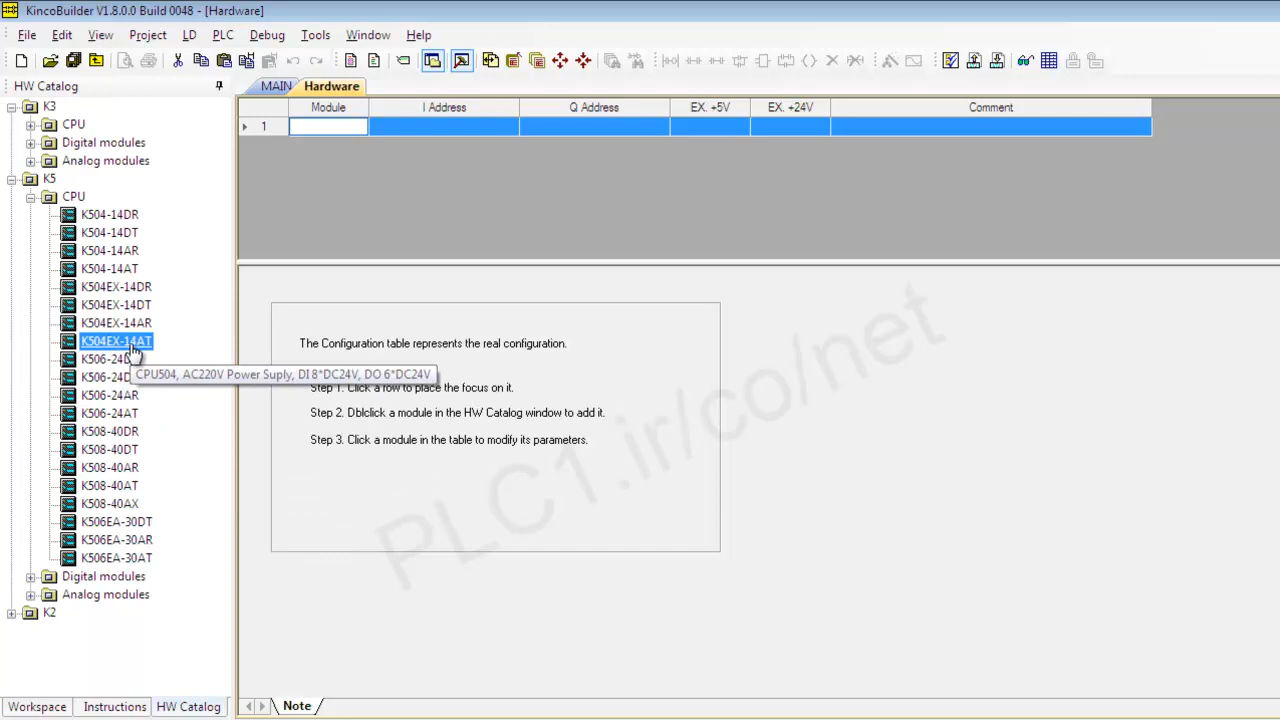 KincoBuilder V1.8.0.0 Build 0048 - [Hardware]
File Edit View Project LD PLC Debug Tools Window Help
HW Catalog
MAIN Hardware
Module I Address Q Address EX. +5V EX. +24V Comment
1
K3
CPU
Digital modules
Analog modules
K5
CPU
K504-14DR
K504-14DT
K504-14AR
K504-14AT
K504EX-14DR
K504EX-14DT
K504EX-14AR
K504EX-14AT
K506-24D
K506-24D
K506-24AR
K506-24AT
K508-40DR
K508-40DT
K508-40AR
K508-40AT
K508-40AX
K506EA-30DT
K506EA-30AR
K506EA-30AT
Digital modules
Analog modules
K2
CPU504, AC220V Power Suply, DI 8*DC24V, DO 6*DC24V
The Configuration table represents the real configuration.
Step 1. Click a row to place the focus on it.
Step 2. Dblclick a module in the HW Catalog window to add it.
Step 3. Click a module in the table to modify its parameters.
PLC1.ir/co/net
Workspace Instructions HW Catalog
Note